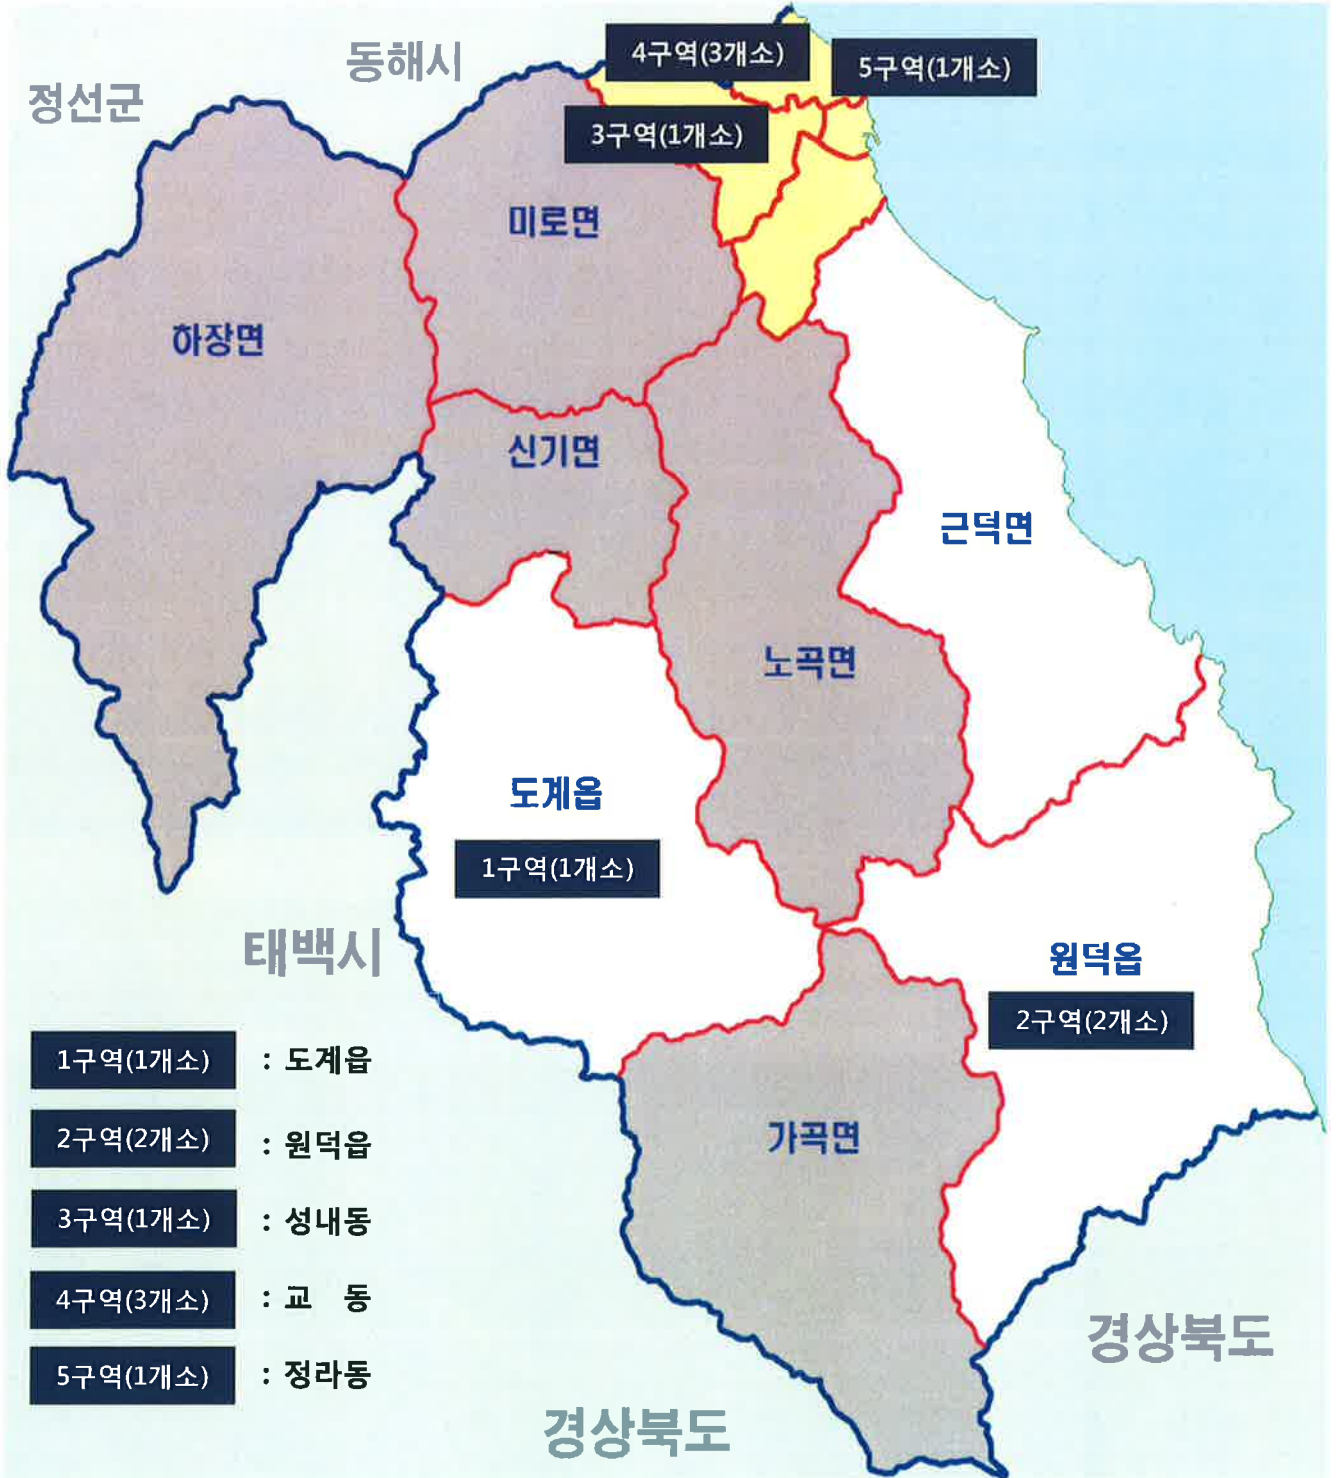 동해시
4구역(3개소)
5구역(1개소)
정선군
3구역(1개소)
미로면
하장면
신기면
근덕면
노곡면
도계읍
1구역(1개소)
태백시
원덕읍
2구역(2개소)
1구역(1개소) : 도계읍
2구역(2개소) : 원덕읍
가곡면
3구역(1개소) : 성내동
4구역(3개소) : 교 동
경상북도
5구역(1개소) : 정라동
경상북도